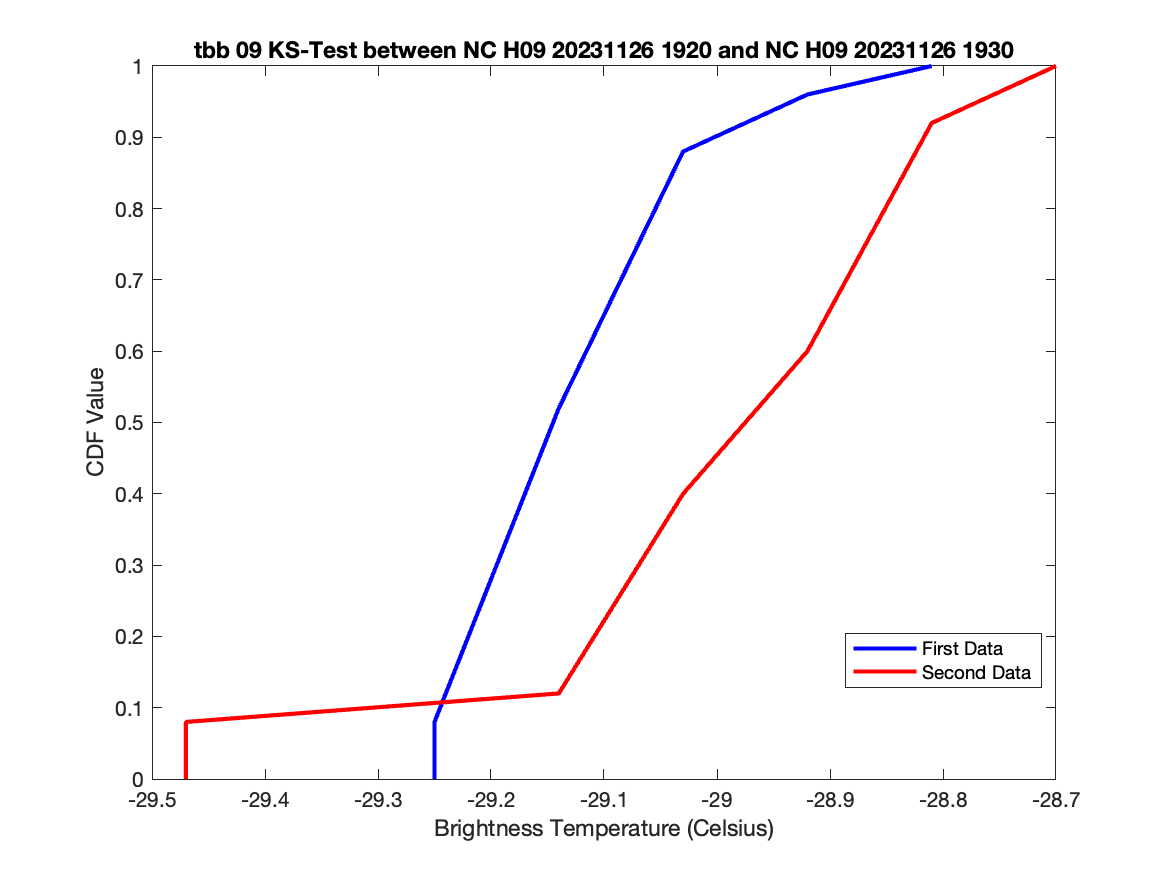 tbb 09 KS-Test between NC H09 20231126 1920 and NC H09 20231126 1930
1
0.9
0.8
0.7
0.6
0.5
0.4
0.3
0.2
0.1
0
CDF Value
First Data
Second Data
-29.5 -29.4 -29.3 -29.2 -29.1 -29 -28.9 -28.8 -28.7
Brightness Temperature (Celsius)